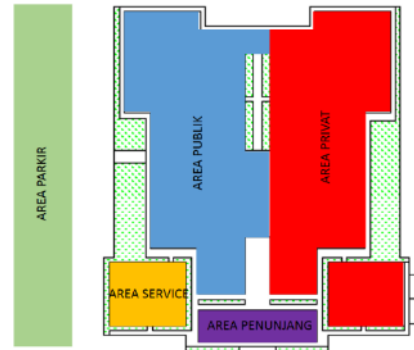 AREA PARKIR
AREA PUBLIK
AREA PRIVAT
AREA SERVICE
AREA PENUNJANG